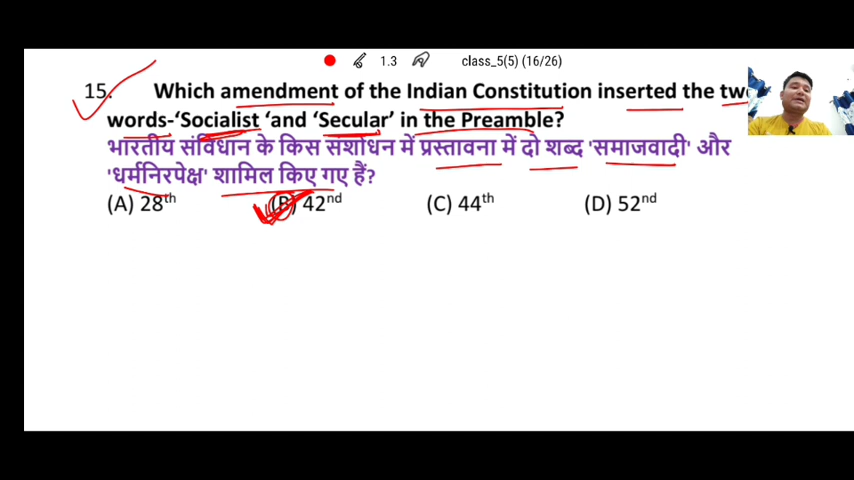 1.3 class_5(5) (16/26)
15. Which amendment of the Indian Constitution inserted the
words-‘Socialist ‘and ‘Secular’ in the Preamble?
भारतीय संविधान के किस संशोधन में प्रस्तावना में दो शब्द 'समाजवादी' और
'धर्मनिरपेक्ष' शामिल किए गए हैं?
(A) 28th (B) 42nd (C) 44th (D) 52nd